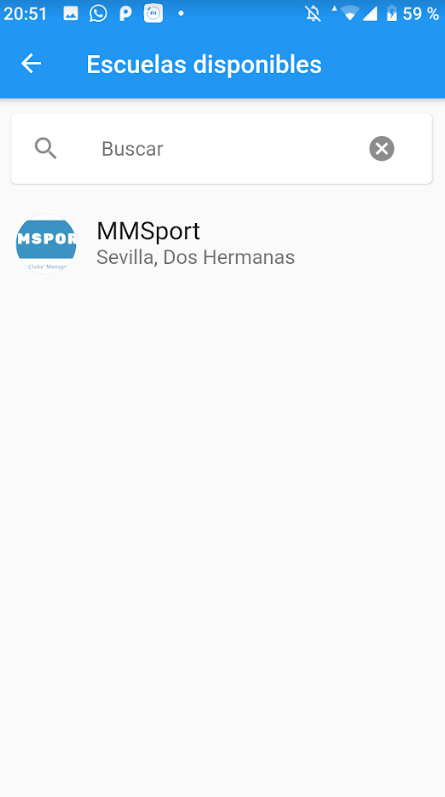 20:51 59 %
Escuelas disponibles
Buscar
MMSport
MSPOR
Sevilla, Dos Hermanas